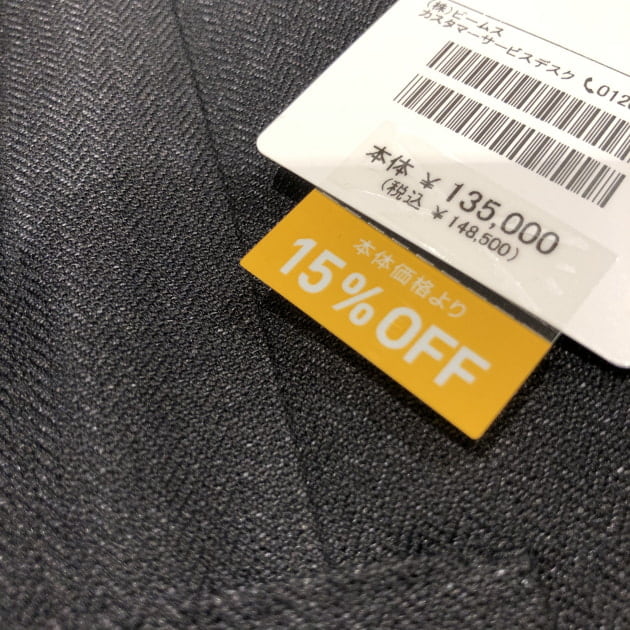 (株)ビームス
カスタマーサービスデスク 📞012
本体 ¥ 135,000
(税込 ¥ 148,500)
本体価格より
15%OFF